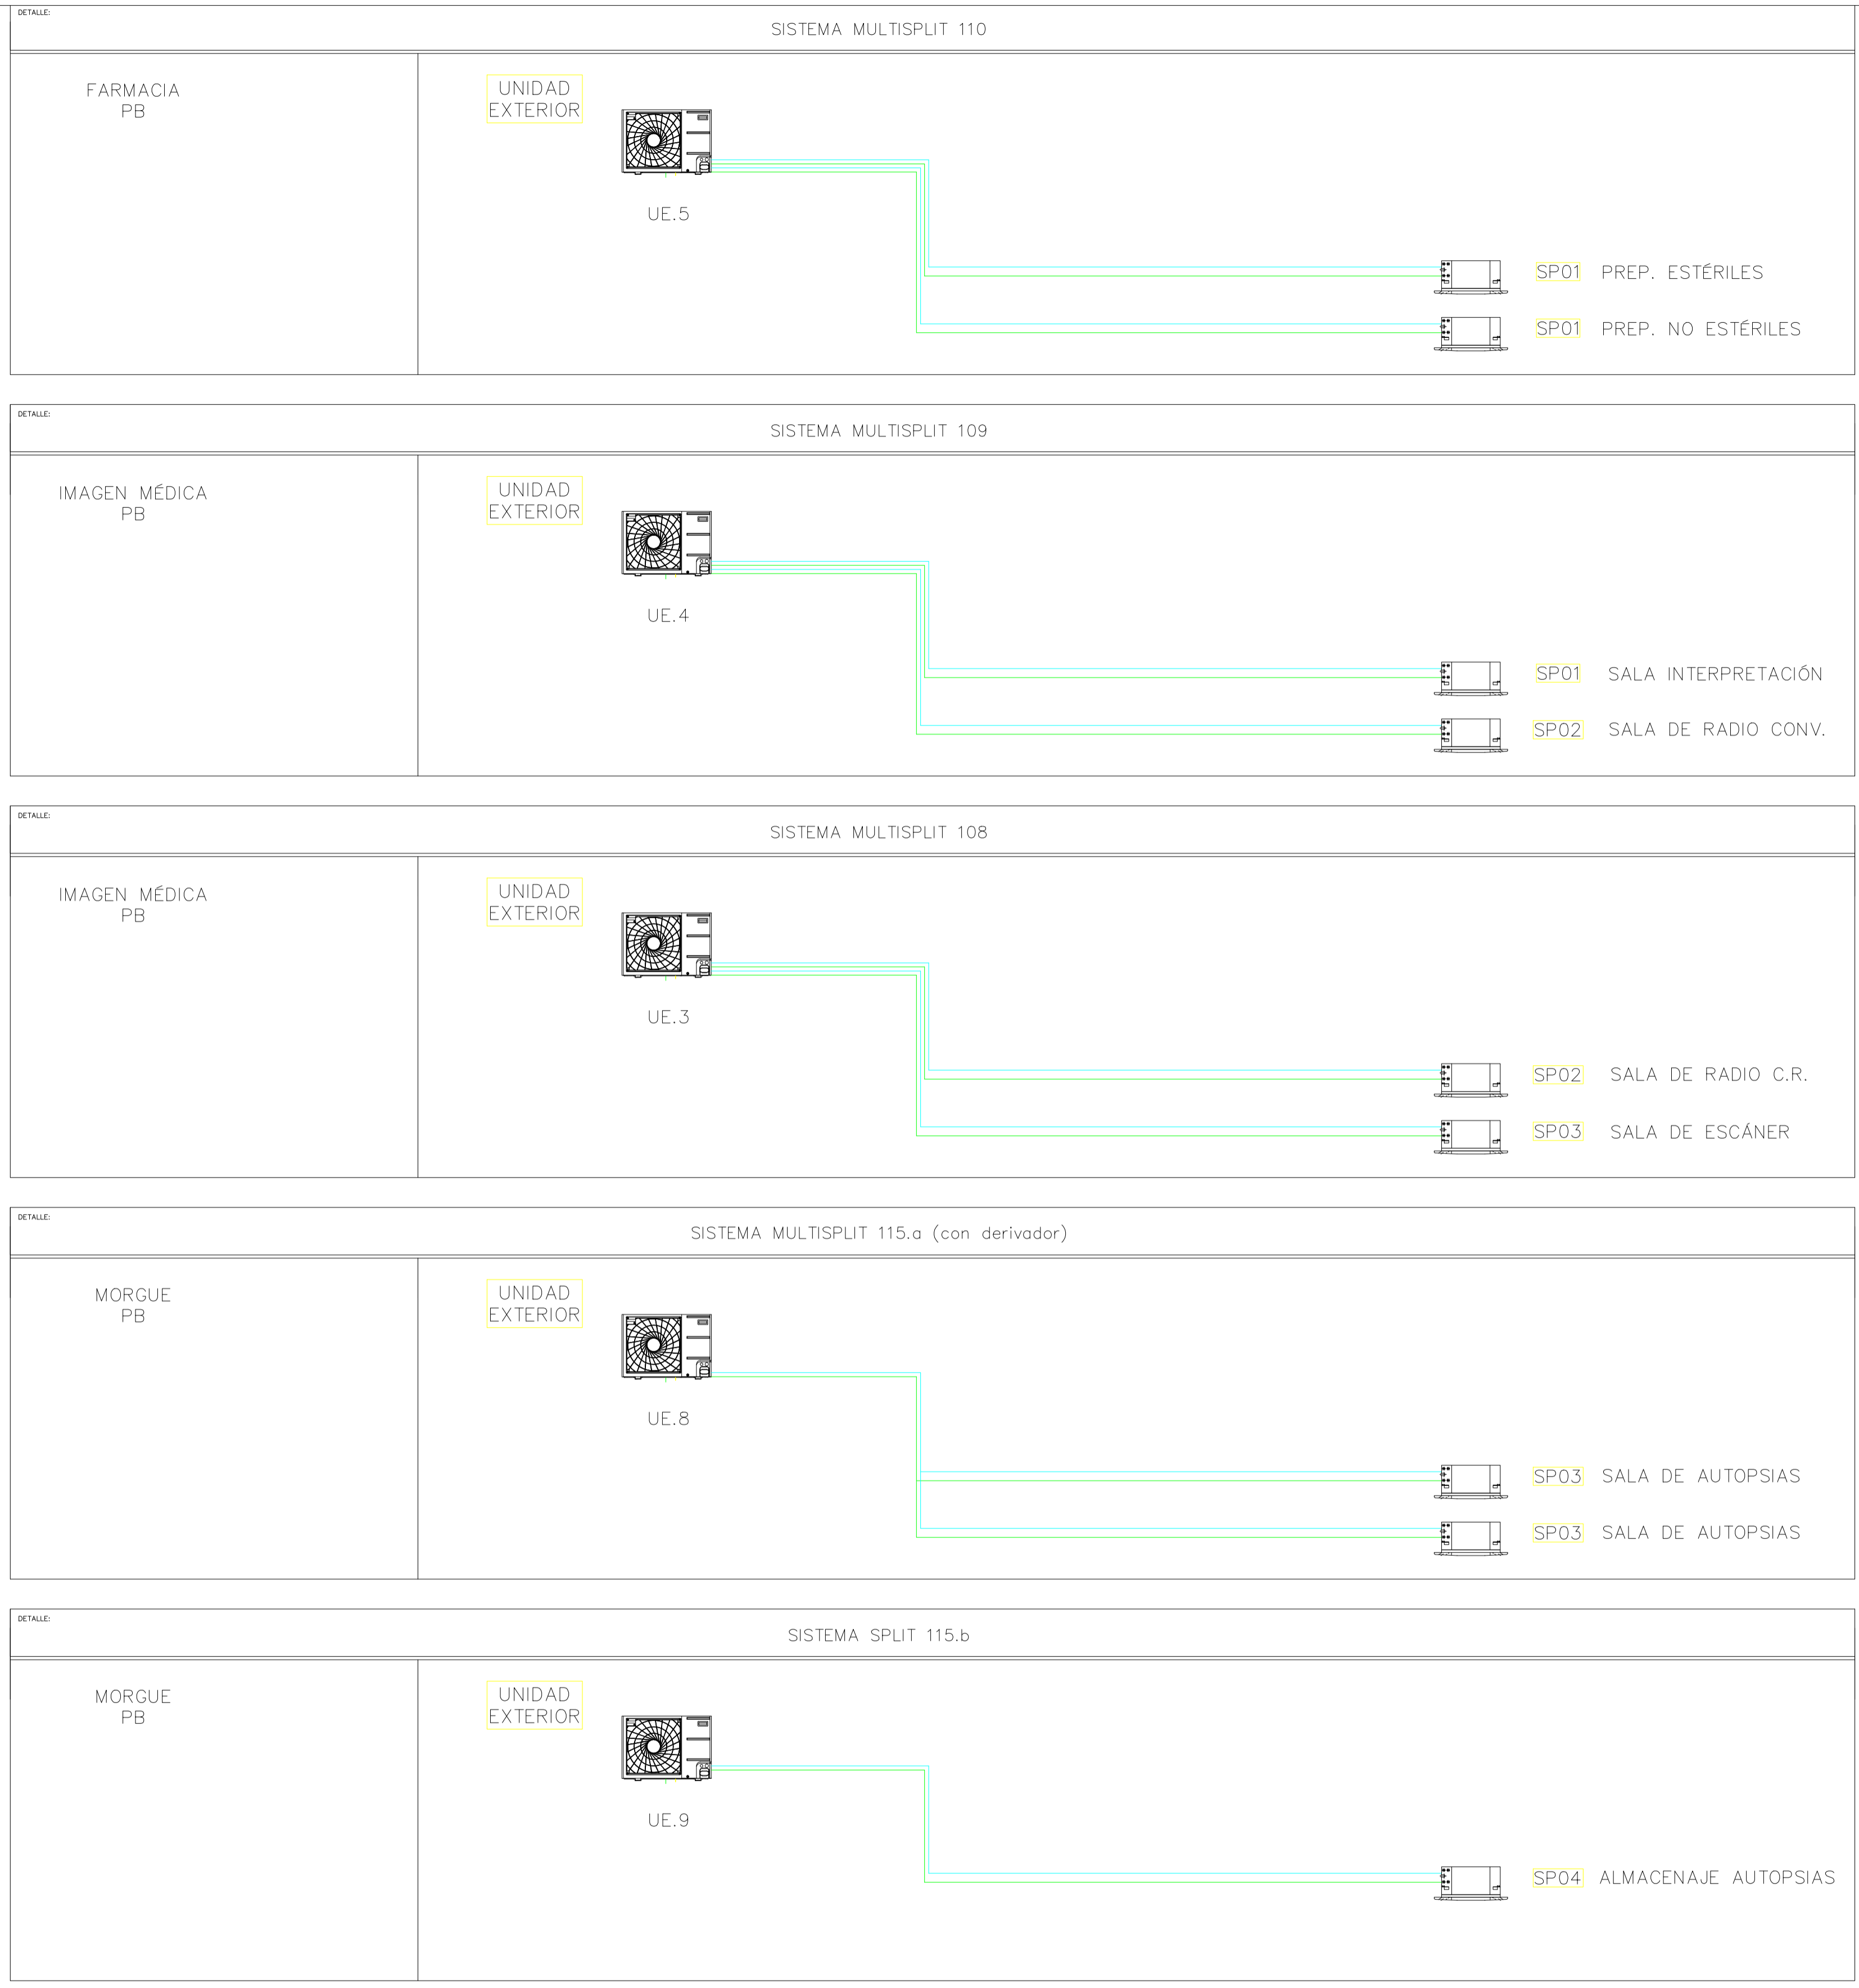 DETALLE:
SISTEMA MULTISPLIT 110
FARMACIA
PB
UNIDAD
EXTERIOR
UE.5
SP01 PREP. ESTÉRILES
SP01 PREP. NO ESTÉRILES
DETALLE:
SISTEMA MULTISPLIT 109
IMAGEN MÉDICA
PB
UNIDAD
EXTERIOR
UE.4
SP01 SALA INTERPRETACIÓN
SP02 SALA DE RADIO CONV.
DETALLE:
SISTEMA MULTISPLIT 108
IMAGEN MÉDICA
PB
UNIDAD
EXTERIOR
UE.3
SP02 SALA DE RADIO C.R.
SP03 SALA DE ESCÁNER
DETALLE:
SISTEMA MULTISPLIT 115.a (con derivador)
MORGUE
PB
UNIDAD
EXTERIOR
UE.8
SP03 SALA DE AUTOPSIAS
SP03 SALA DE AUTOPSIAS
DETALLE:
SISTEMA SPLIT 115.b
MORGUE
PB
UNIDAD
EXTERIOR
UE.9
SP04 ALMACENAJE AUTOPSIAS